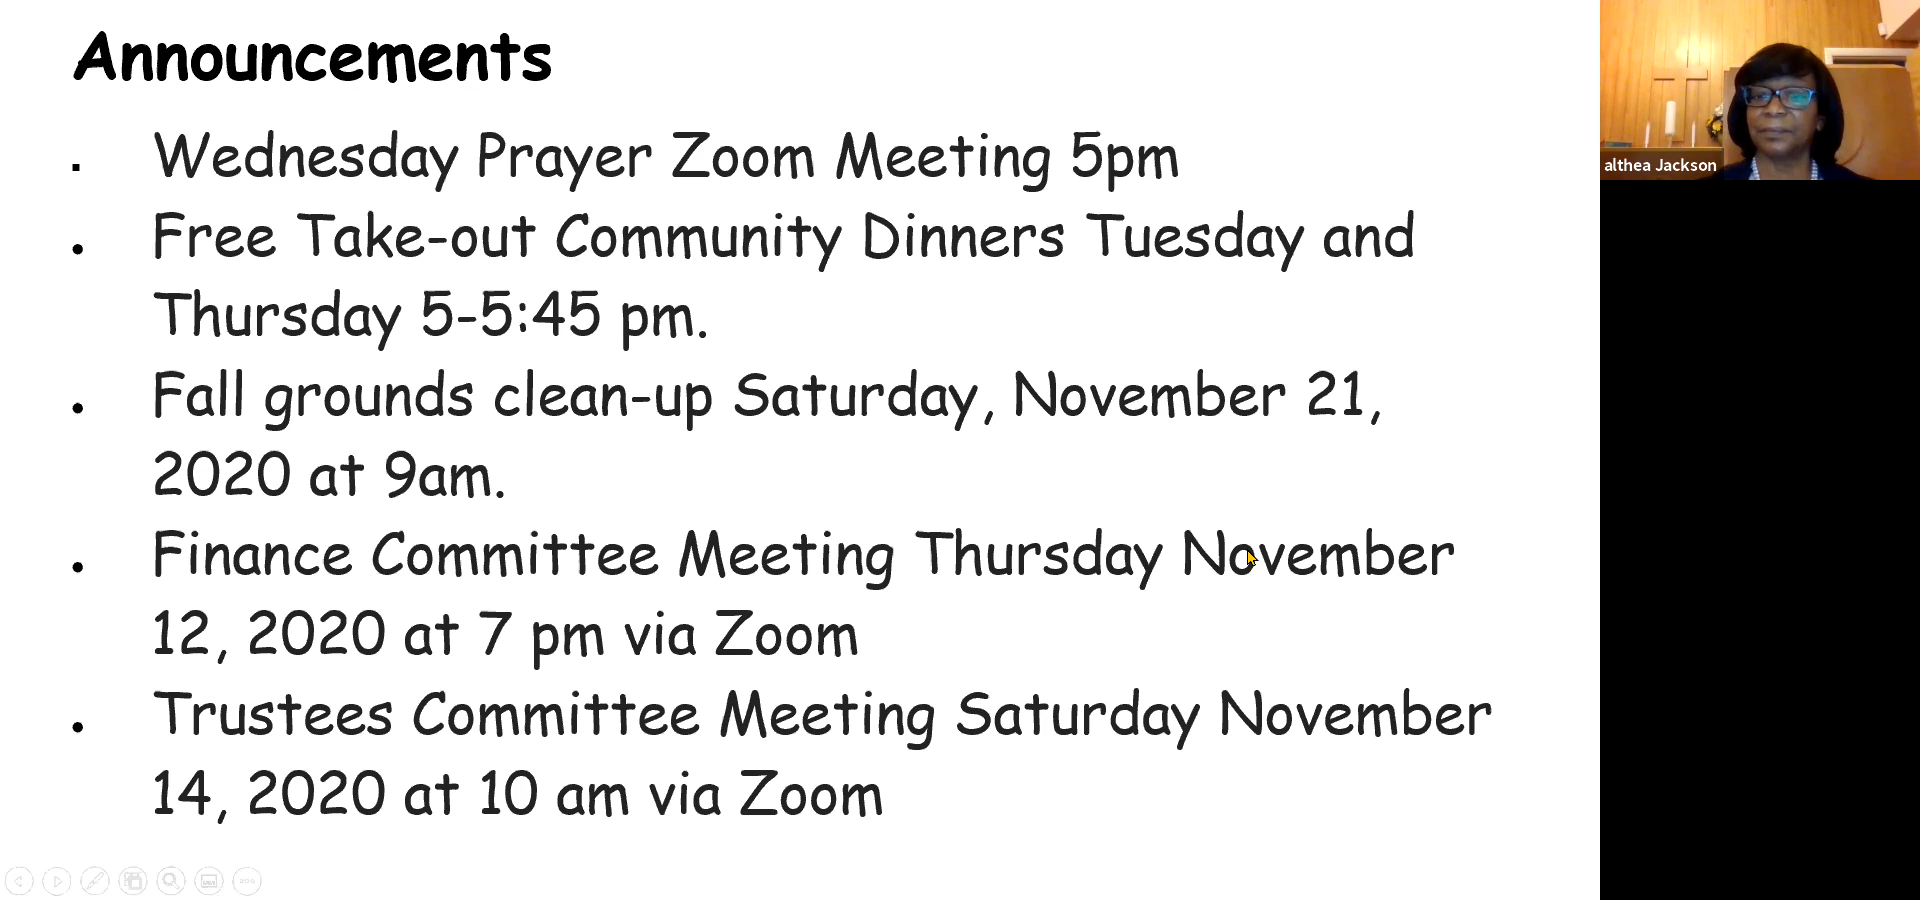 Announcements
Wednesday Prayer Zoom Meeting 5pm
Free Take-out Community Dinners Tuesday and
Thursday 5-5:45 pm.
Fall grounds clean-up Saturday, November 21,
2020 at 9am.
Finance Committee Meeting Thursday November
12, 2020 at 7 pm via Zoom
Trustees Committee Meeting Saturday November
14, 2020 at 10 am via Zoom
althea Jackson